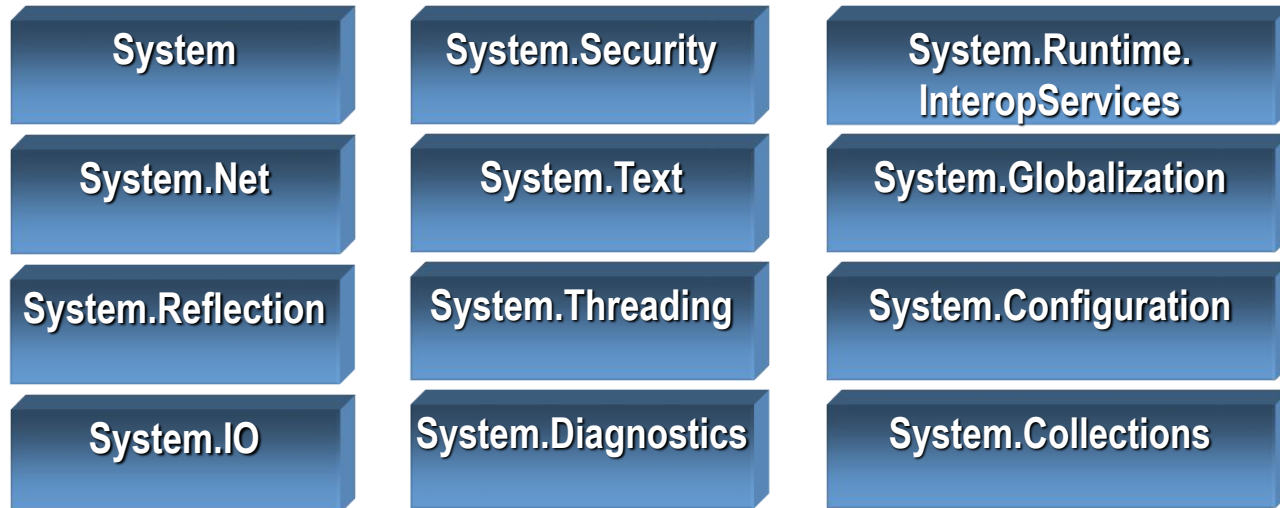 System
System.Security
System.Runtime.
InteropServices
System.Net
System.Text
System.Globalization
System.Reflection
System.Threading
System.Configuration
System.IO
System.Diagnostics
System.Collections